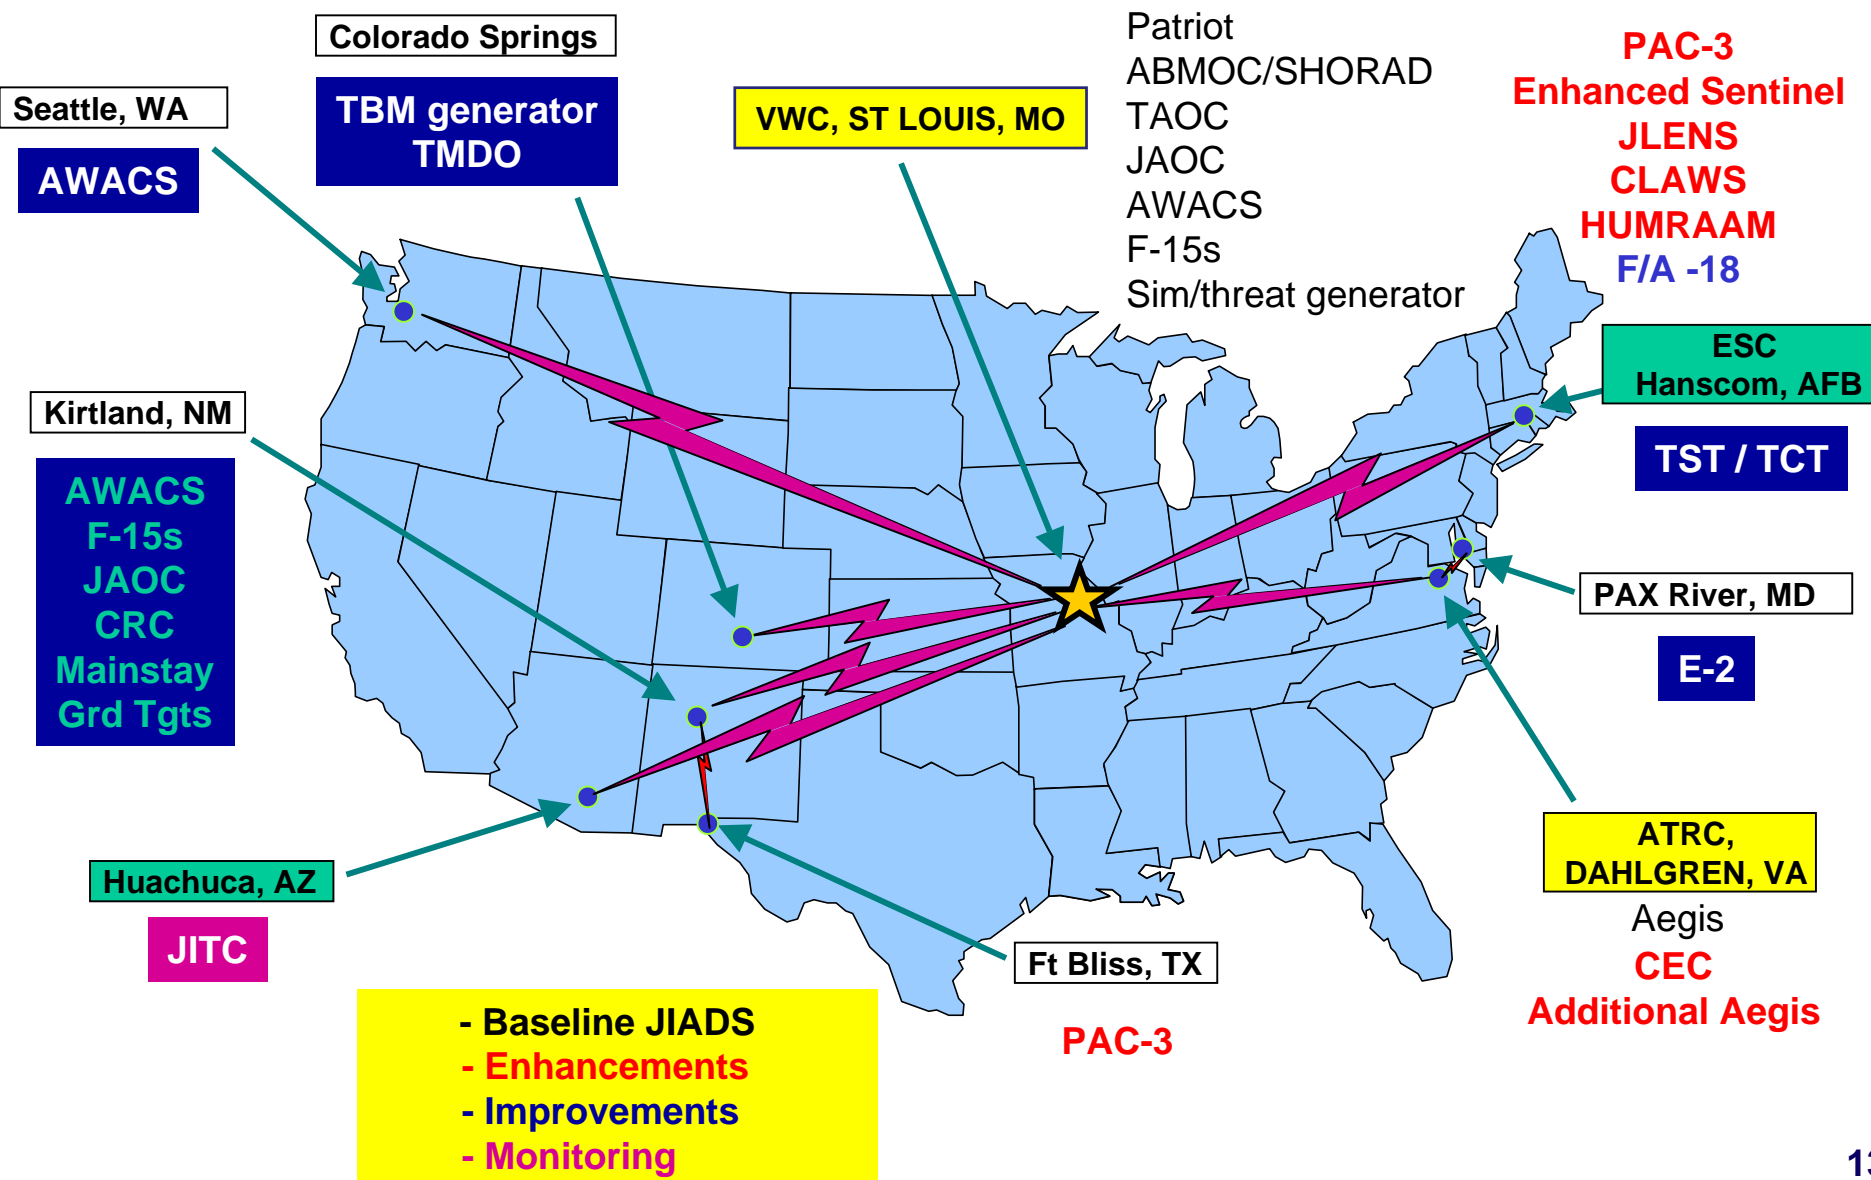 Colorado Springs
TBM generator
TMDO
Seattle, WA
AWACS
VWC, ST LOUIS, MO
Patriot
ABMOC/SHORAD
TAOC
JAOC
AWACS
F-15s
Sim/threat generator
PAC-3
Enhanced Sentinel
JLENS
CLAWS
HUMRAAM
F/A -18
ESC
Hanscom, AFB
TST / TCT
Kirtland, NM
AWACS
F-15s
JAOC
CRC
Mainstay
Grd Tgts
PAX River, MD
E-2
Huachuca, AZ
JITC
Ft Bliss, TX
PAC-3
ATRC,
DAHLGREN, VA
Aegis
CEC
Additional Aegis
- Baseline JIADS
- Enhancements
- Improvements
- Monitoring